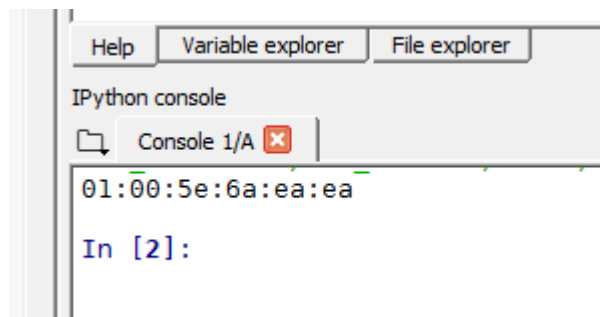 Help Variable explorer File explorer
IPython console
Console 1/A
01:00:5e:6a:ea:ea
In [2]: